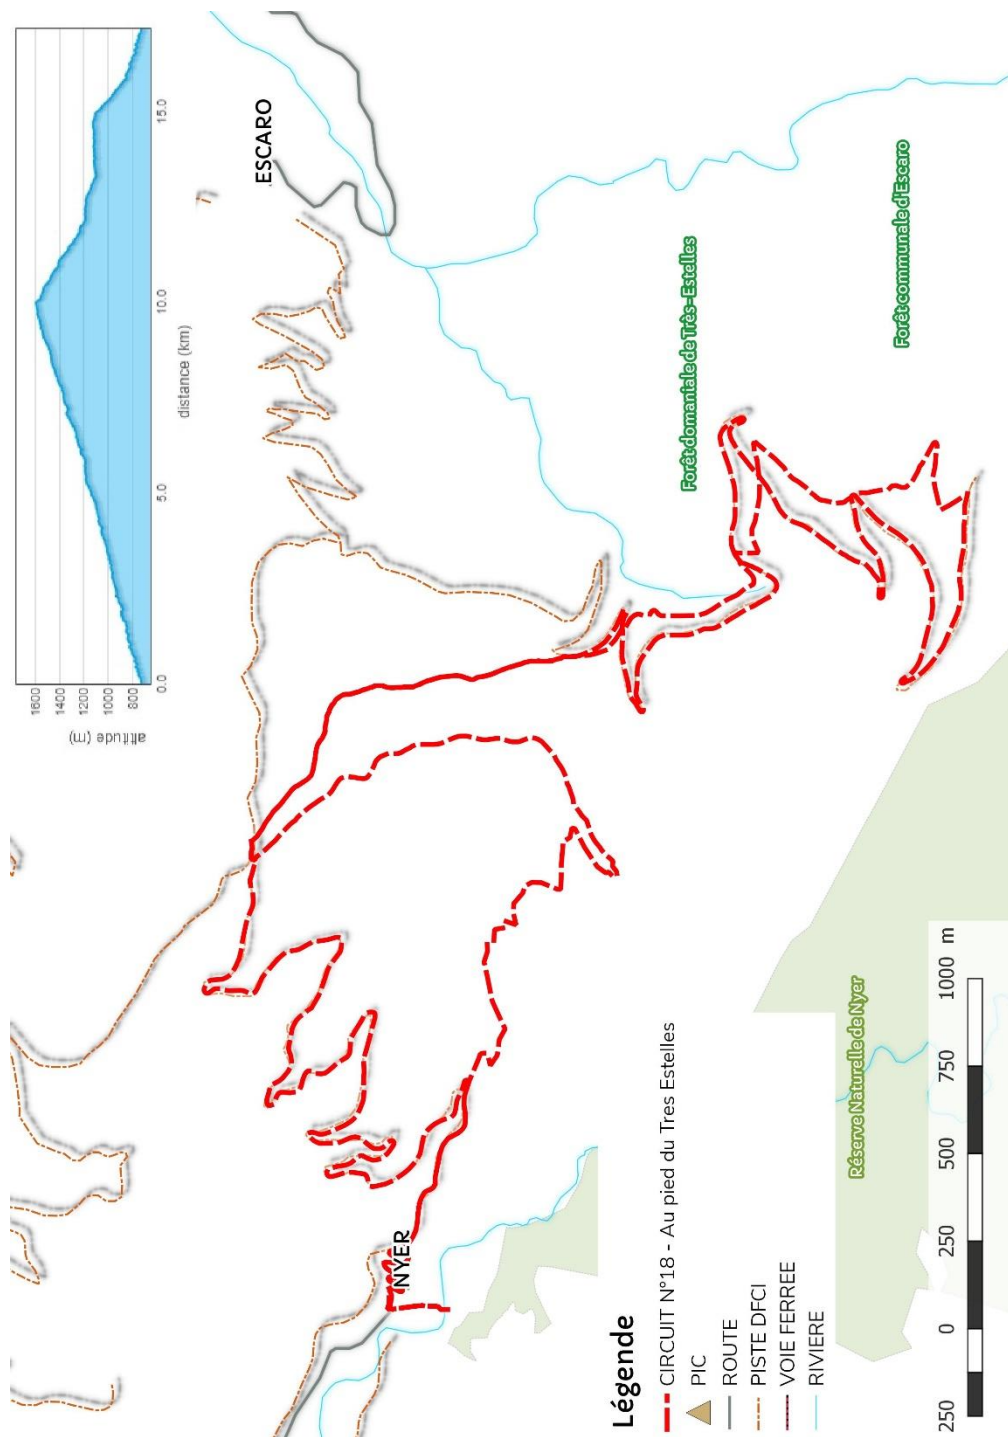 ESCARO
Forêt domaniale de Très-Estelles
Forêt communale d'Escaro
1600
1400
1200
1000
800
altitude (m)
0.0
5.0
10.0
15.0
distance (km)
NYER
Réserve Naturelle de Nyer
Légende
CIRCUIT N°18 - Au pied du Tres Estelles
PIC
ROUTE
PISTE DFCI
VOIE FERREE
RIVIERE
250 0 250 500 750 1000 m